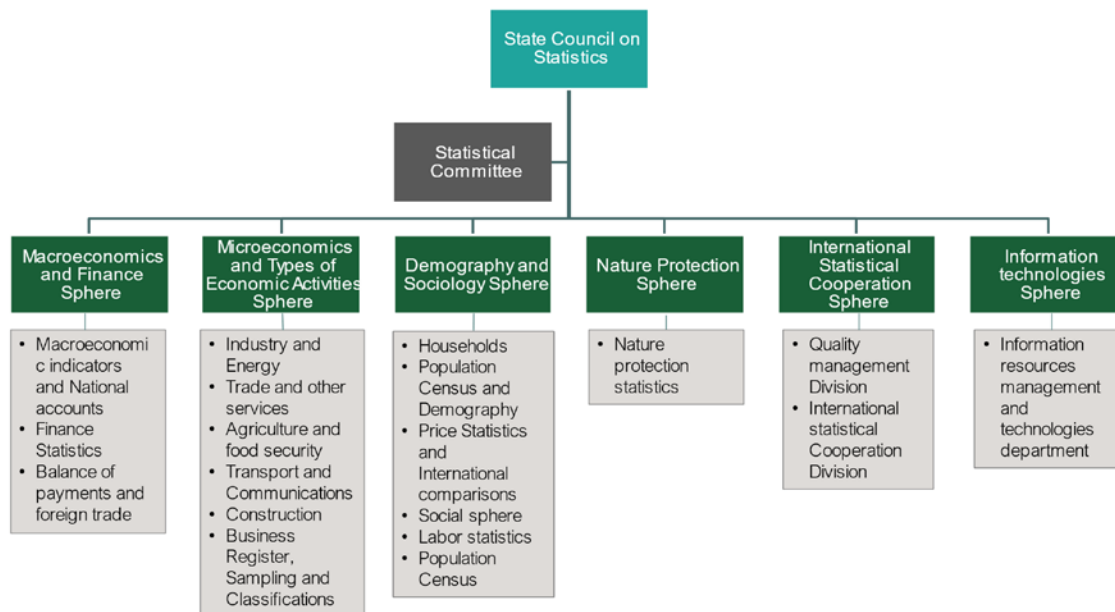 State Council on
Statistics
Statistical
Committee
Macroeconomics
and Finance
Sphere
Microeconomics
and Types of
Economic Activities
Sphere
Demography and
Sociology Sphere
Nature Protection
Sphere
International
Statistical
Cooperation
Sphere
Information
technologies
Sphere
• Macroeconomi
c indicators
and National
accounts
• Finance
Statistics
• Balance of
payments and
foreign trade
• Industry and
Energy
• Trade and other
services
• Agriculture and
food security
• Transport and
Communications
• Construction
• Business
Register,
Sampling and
Classifications
• Households
• Population
Census and
Demography
• Price Statistics
and
International
comparisons
• Social sphere
• Labor statistics
• Population
Census
• Nature
protection
statistics
• Quality
management
Division
• International
statistical
Cooperation
Division
• Information
resources
management
and
technologies
department